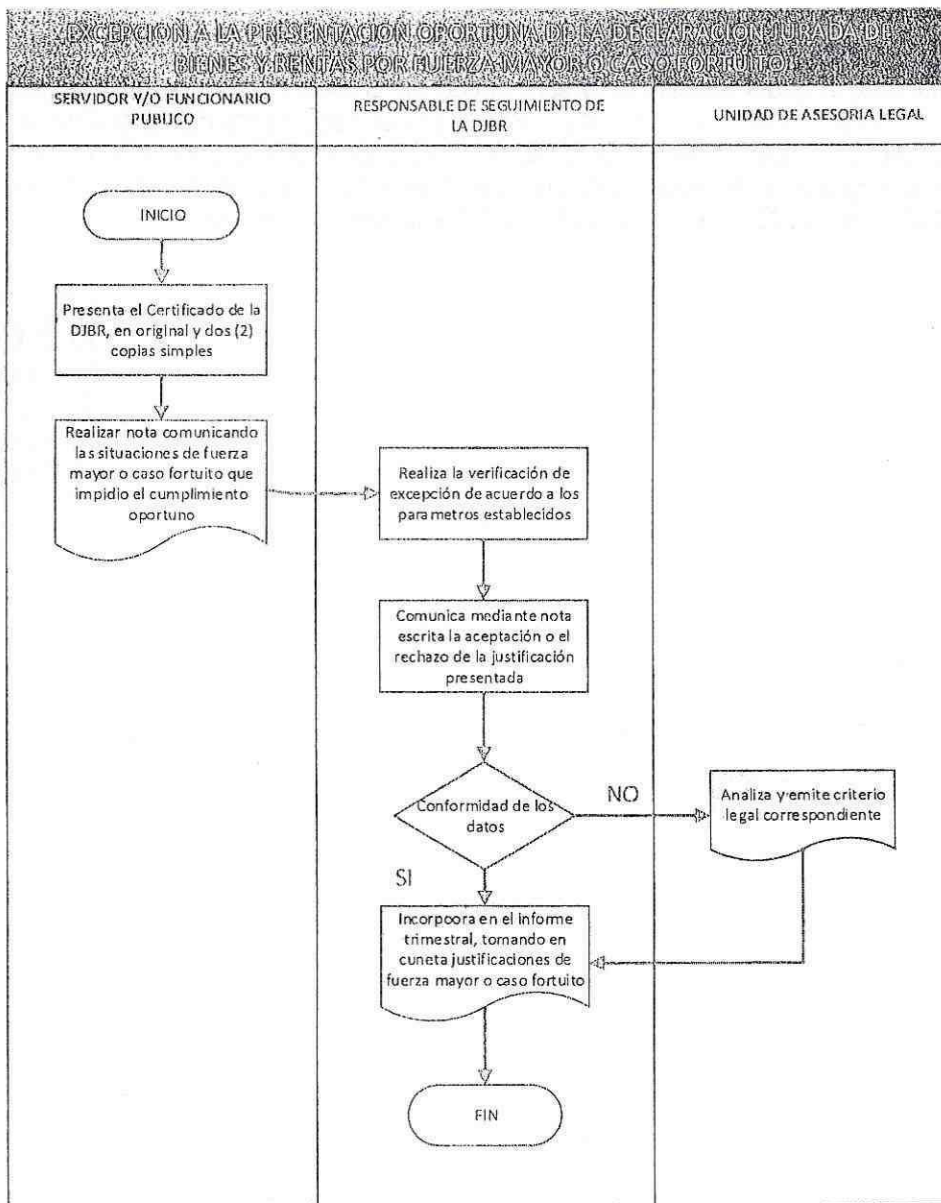 EXCEPCION A LA PRESENTACION OPORTUNA DE LA DECLARACION JURADA DE
BIENES Y RENTAS POR FUERZA MAYOR O CASO FORTUITO
SERVIDOR Y/O FUNCIONARIO
PUBLICO
RESPONSABLE DE SEGUIMIENTO DE
LA DJBR
UNIDAD DE ASESORIA LEGAL
INICIO
Presenta el Certificado de la
DJBR, en original y dos (2)
copias simples
Realizar nota comunicando
las situaciones de fuerza
mayor o caso fortuito que
impidio el cumplimiento
oportuno
Realiza la verificación de
excepción de acuerdo a los
parametros establecidos
Comunica mediante nota
escrita la aceptación o el
rechazo de la justificación
presentada
Conformidad de los
datos
NO
Analiza y emite criterio
legal correspondiente
SI
Incorpoora en el informe
trimestral, tomando en
cuneta justificaciones de
fuerza mayor o caso fortuito
FIN